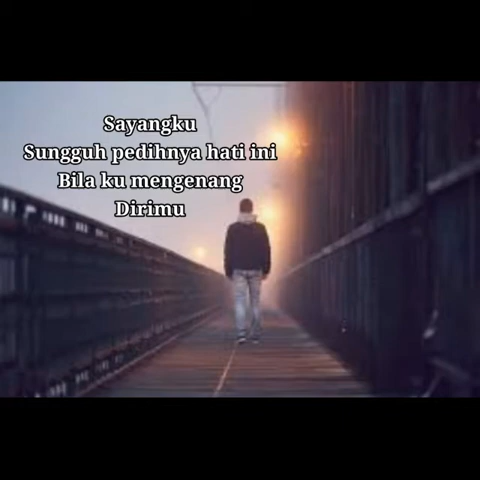 Sayangku
Sungguh pedihnya hati ini
Bila ku mengenang
Dirimu